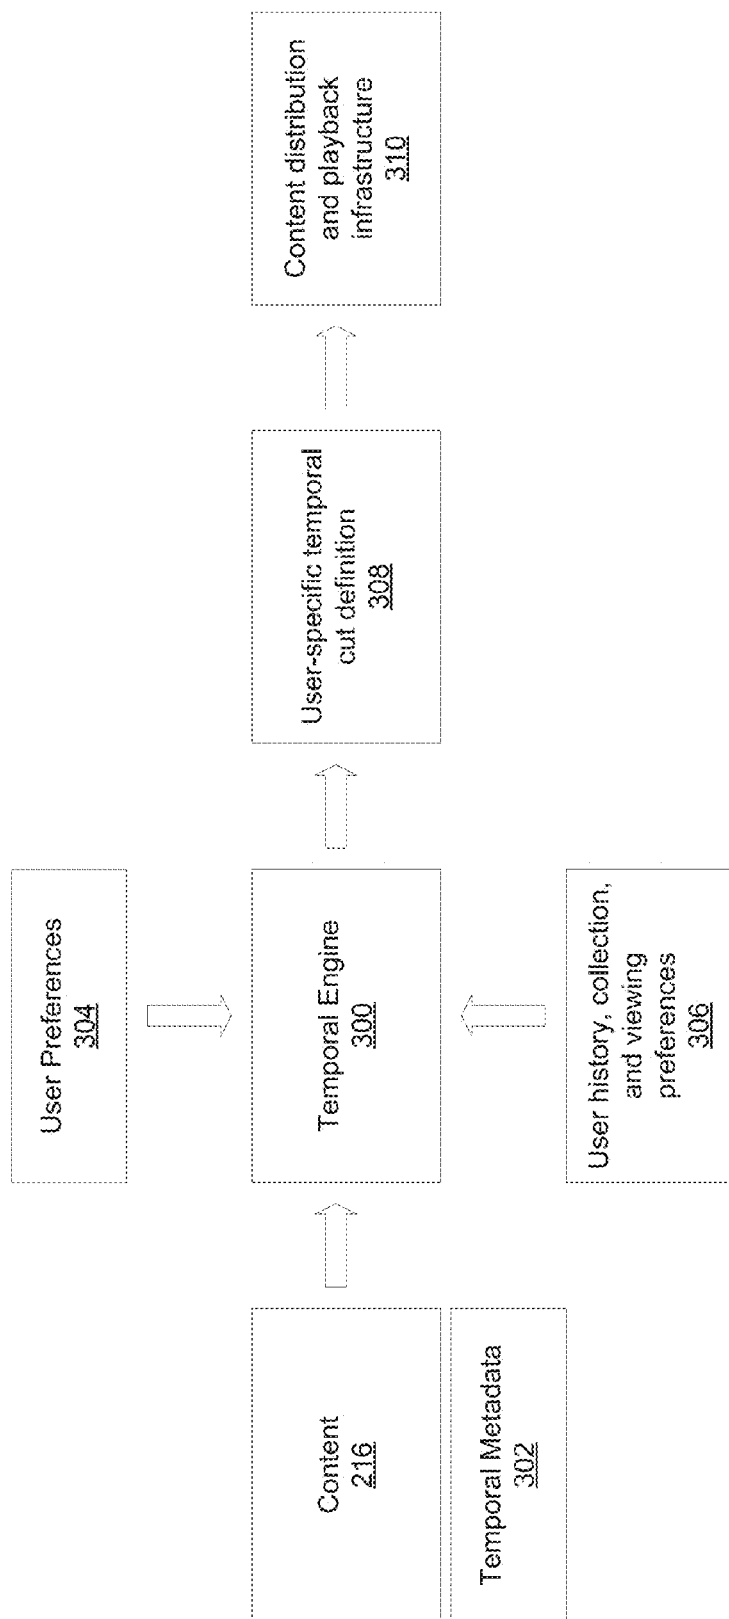 Content
216
Temporal Metadada
302
User Preferences
304
Temporal Engine
300
User history, collection,
and viewing
preferences
306
User-specific temporal
cut definition
308
Content distribution
and playback
infrastructure
310